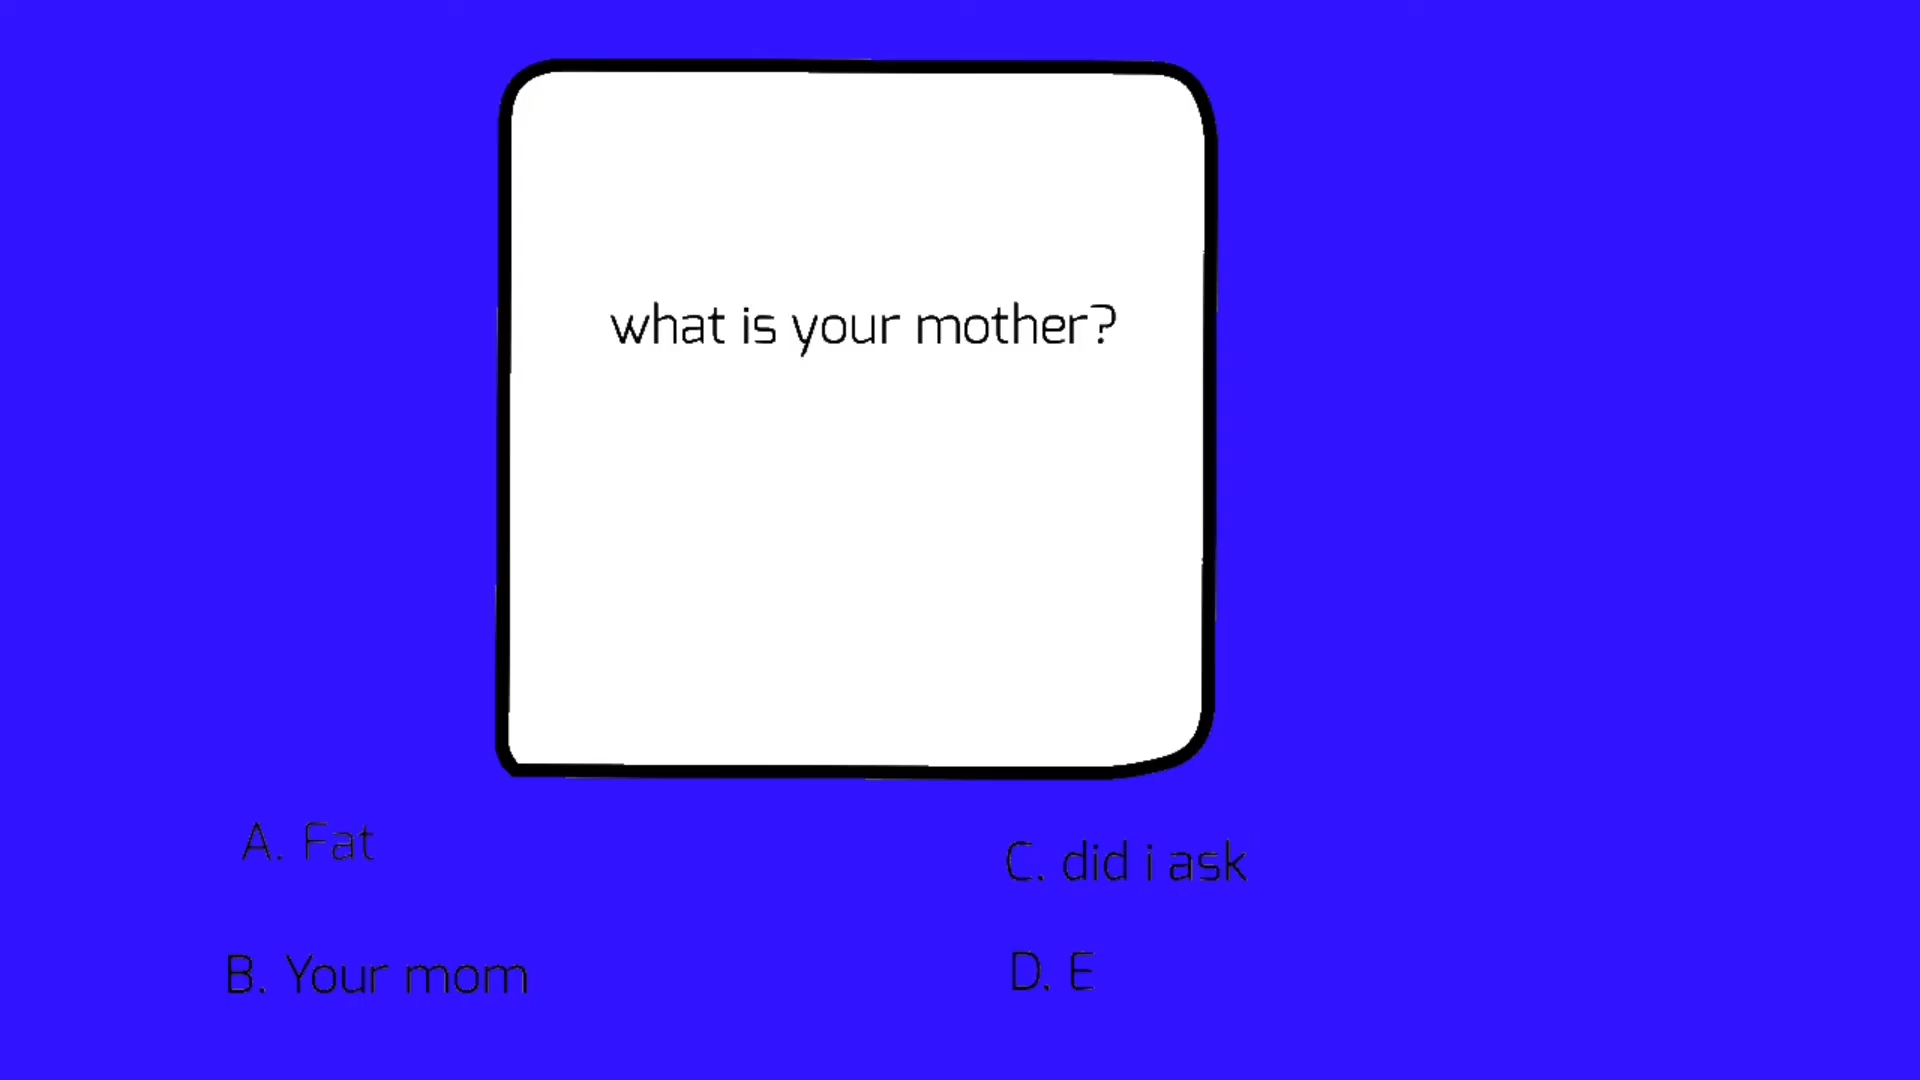 what is your mother?
A. Fat
B. Your mom
C. did i ask
D. E